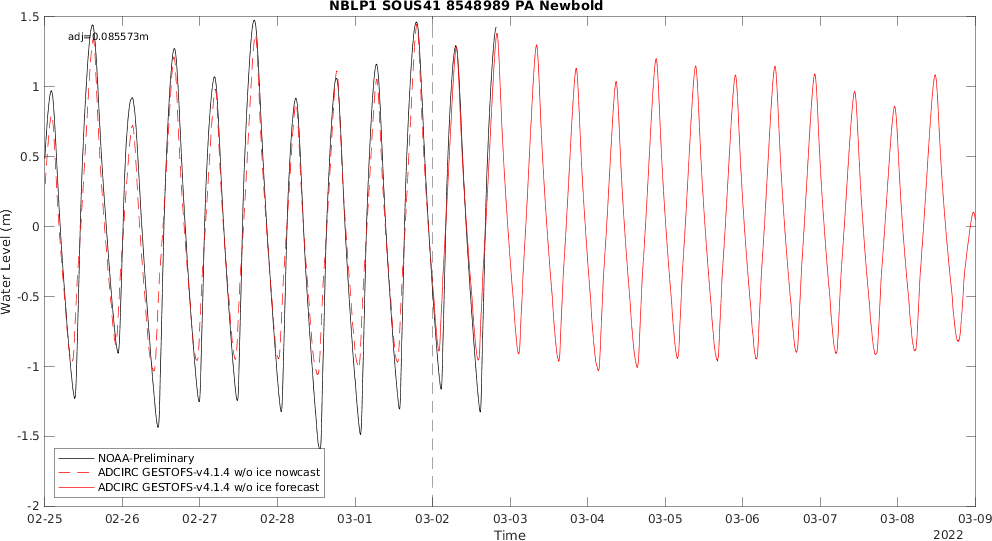 NBLP1 SOUS41 8548989 PA Newbold
adj=0.085573m
1.5
1
0.5
0
-0.5
-1
-1.5
-2
Water Level (m)
NOAA-Preliminary
ADCIRC GESTOFS-v4.1.4 w/o ice nowcast
ADCIRC GESTOFS-v4.1.4 w/o ice forecast
02-25 02-26 02-27 02-28 03-01 03-02 03-03 03-04 03-05 03-06 03-07 03-08 03-09
Time
2022